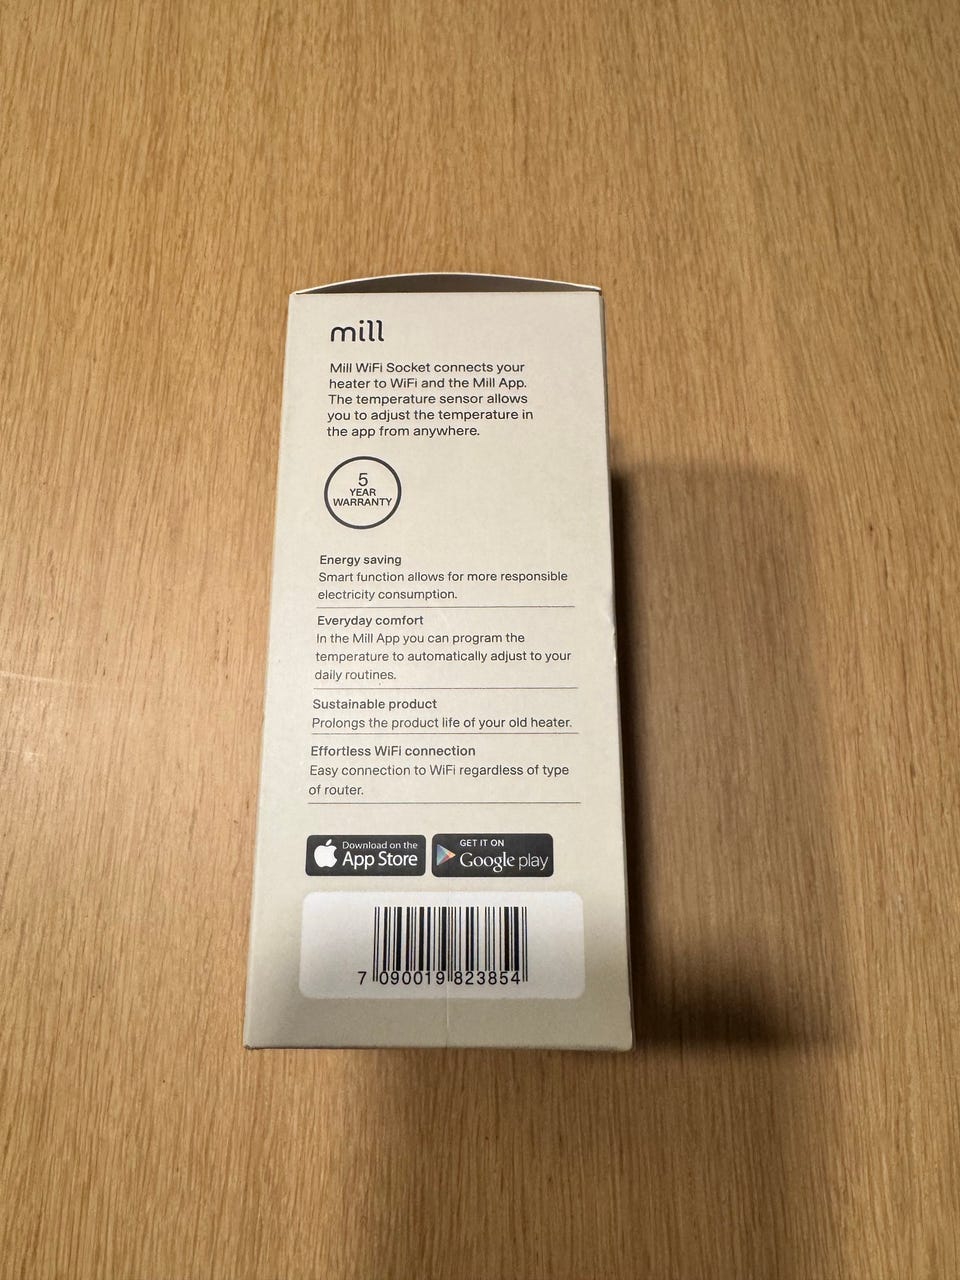 mill
Mill WiFi Socket connects your
heater to WiFi and the Mill App.
The temperature sensor allows
you to adjust the temperature in
the app from anywhere.
5
YEAR
WARRANTY
Energy saving
Smart function allows for more responsible
electricity consumption.
Everyday comfort
In the Mill App you can program the
temperature to automatically adjust to your
daily routines.
Sustainable product
Prolongs the product life of your old heater.
Effortless WiFi connection
Easy connection to WiFi regardless of type
of router.
Download on the
App Store
GET IT ON
Google play
7 090019 823854